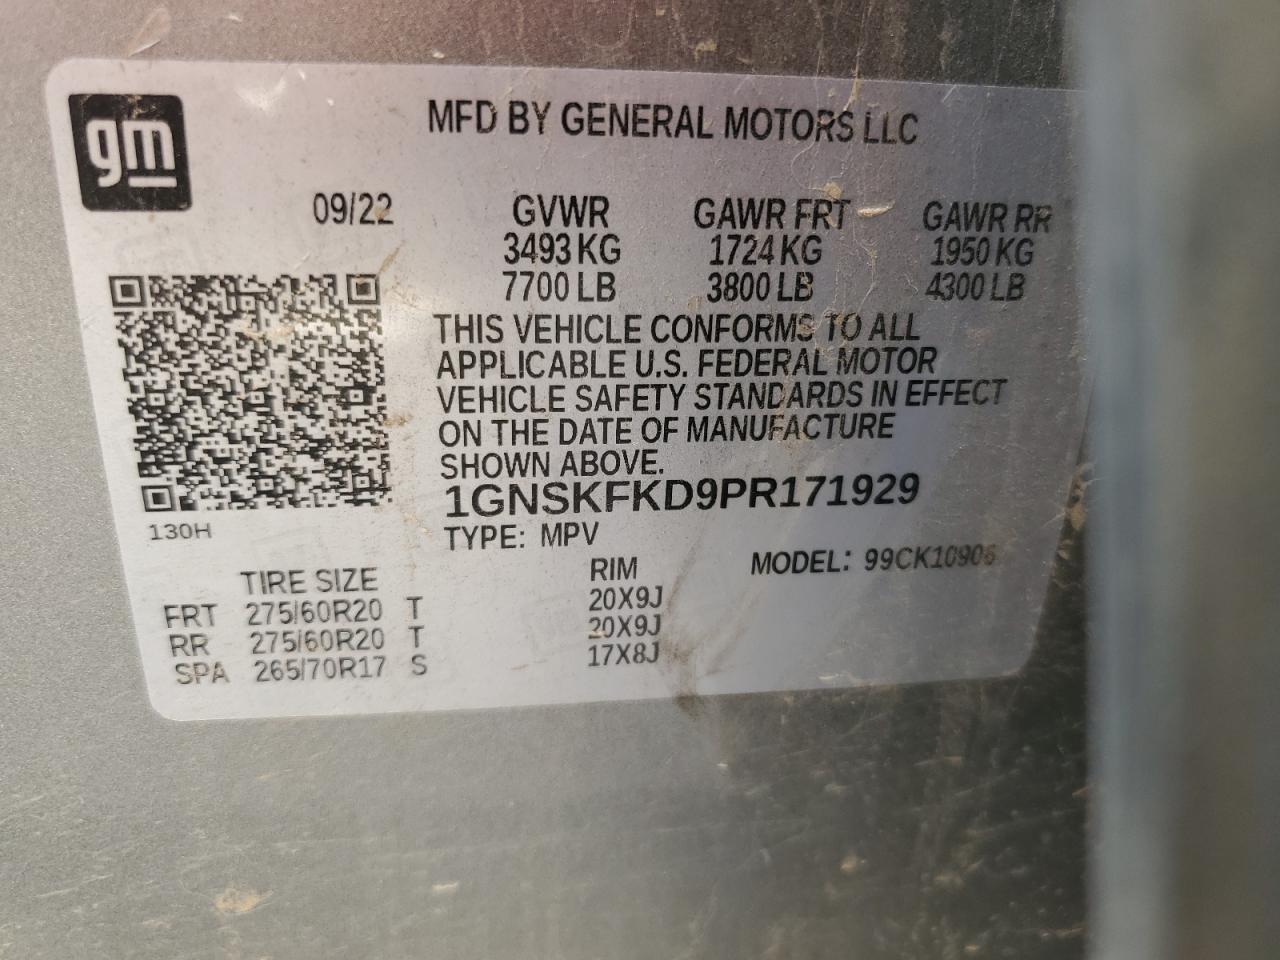 gm
MFD BY GENERAL MOTORS LLC
09/22 GVWR GAWR FRT GAWR RR
3493 KG 1724 KG 1950 KG
7700 LB 3800 LB 4300 LB
THIS VEHICLE CONFORMS TO ALL
APPLICABLE U.S. FEDERAL MOTOR
VEHICLE SAFETY STANDARDS IN EFFECT
ON THE DATE OF MANUFACTURE
SHOWN ABOVE.
1GNSKFKD9PR171929
130H
TYPE: MPV
MODEL: 99CK10906
TIRE SIZE RIM
FRT 275/60R20 T 20X9J
RR 275/60R20 T 20X9J
SPA 265/70R17 S 17X8J